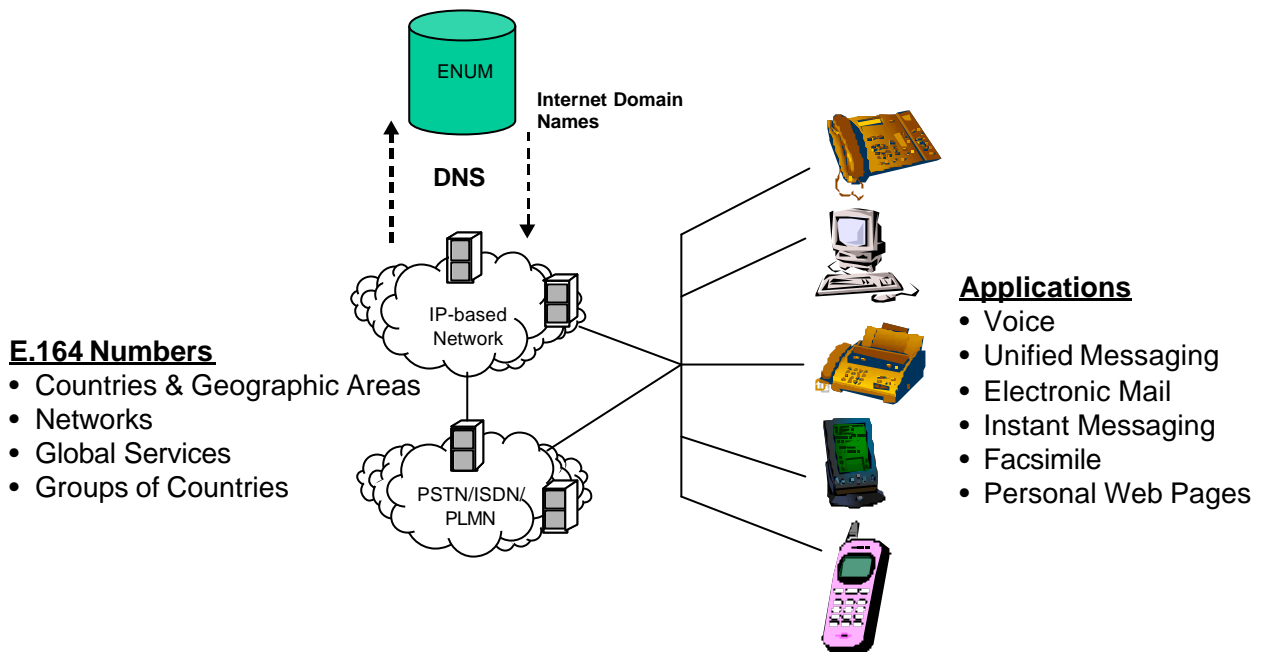 ENUM
Internet Domain
Names
DNS
IP-based
Network
E.164 Numbers
• Countries & Geographic Areas
• Networks
• Global Services
• Groups of Countries
PSTN/ISDN/
PLMN
Applications
• Voice
• Unified Messaging
• Electronic Mail
• Instant Messaging
• Facsimile
• Personal Web Pages